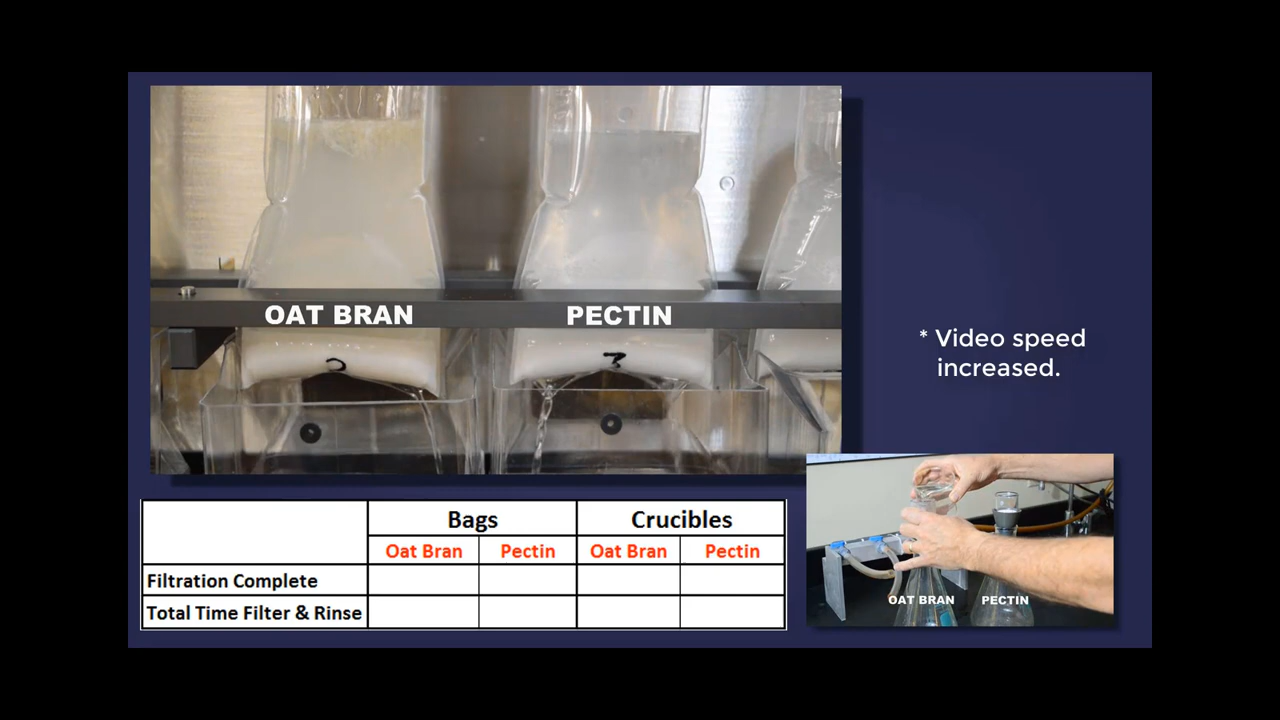 OAT BRAN PECTIN
* Video speed
increased.
OAT BRAN PECTIN
Bags Crucibles
Oat Bran Pectin Oat Bran Pectin
Filtration Complete
Total Time Filter & Rinse